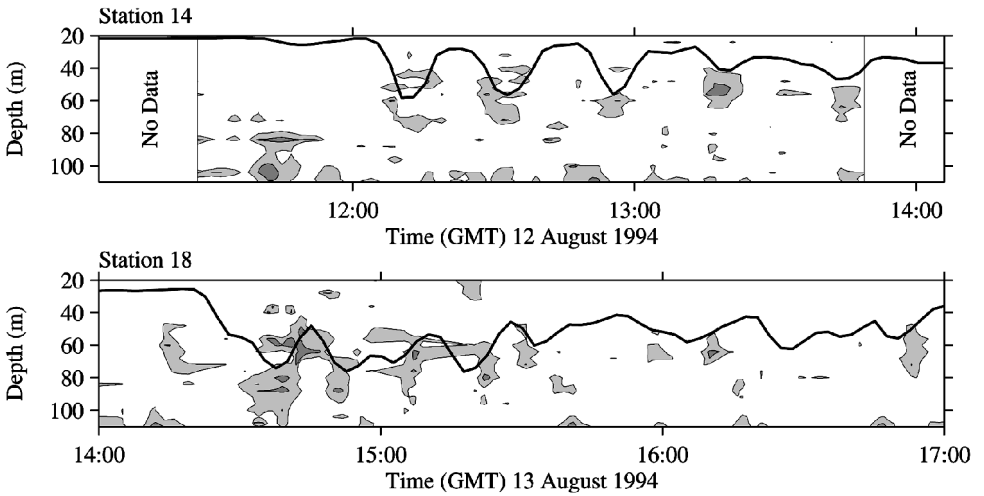 Station 14
20
40
60
80
100
Depth (m)
No Data
No Data
12:00 13:00 14:00
Time (GMT) 12 August 1994
Station 18
20
40
60
80
100
Depth (m)
14:00 15:00 16:00 17:00
Time (GMT) 13 August 1994